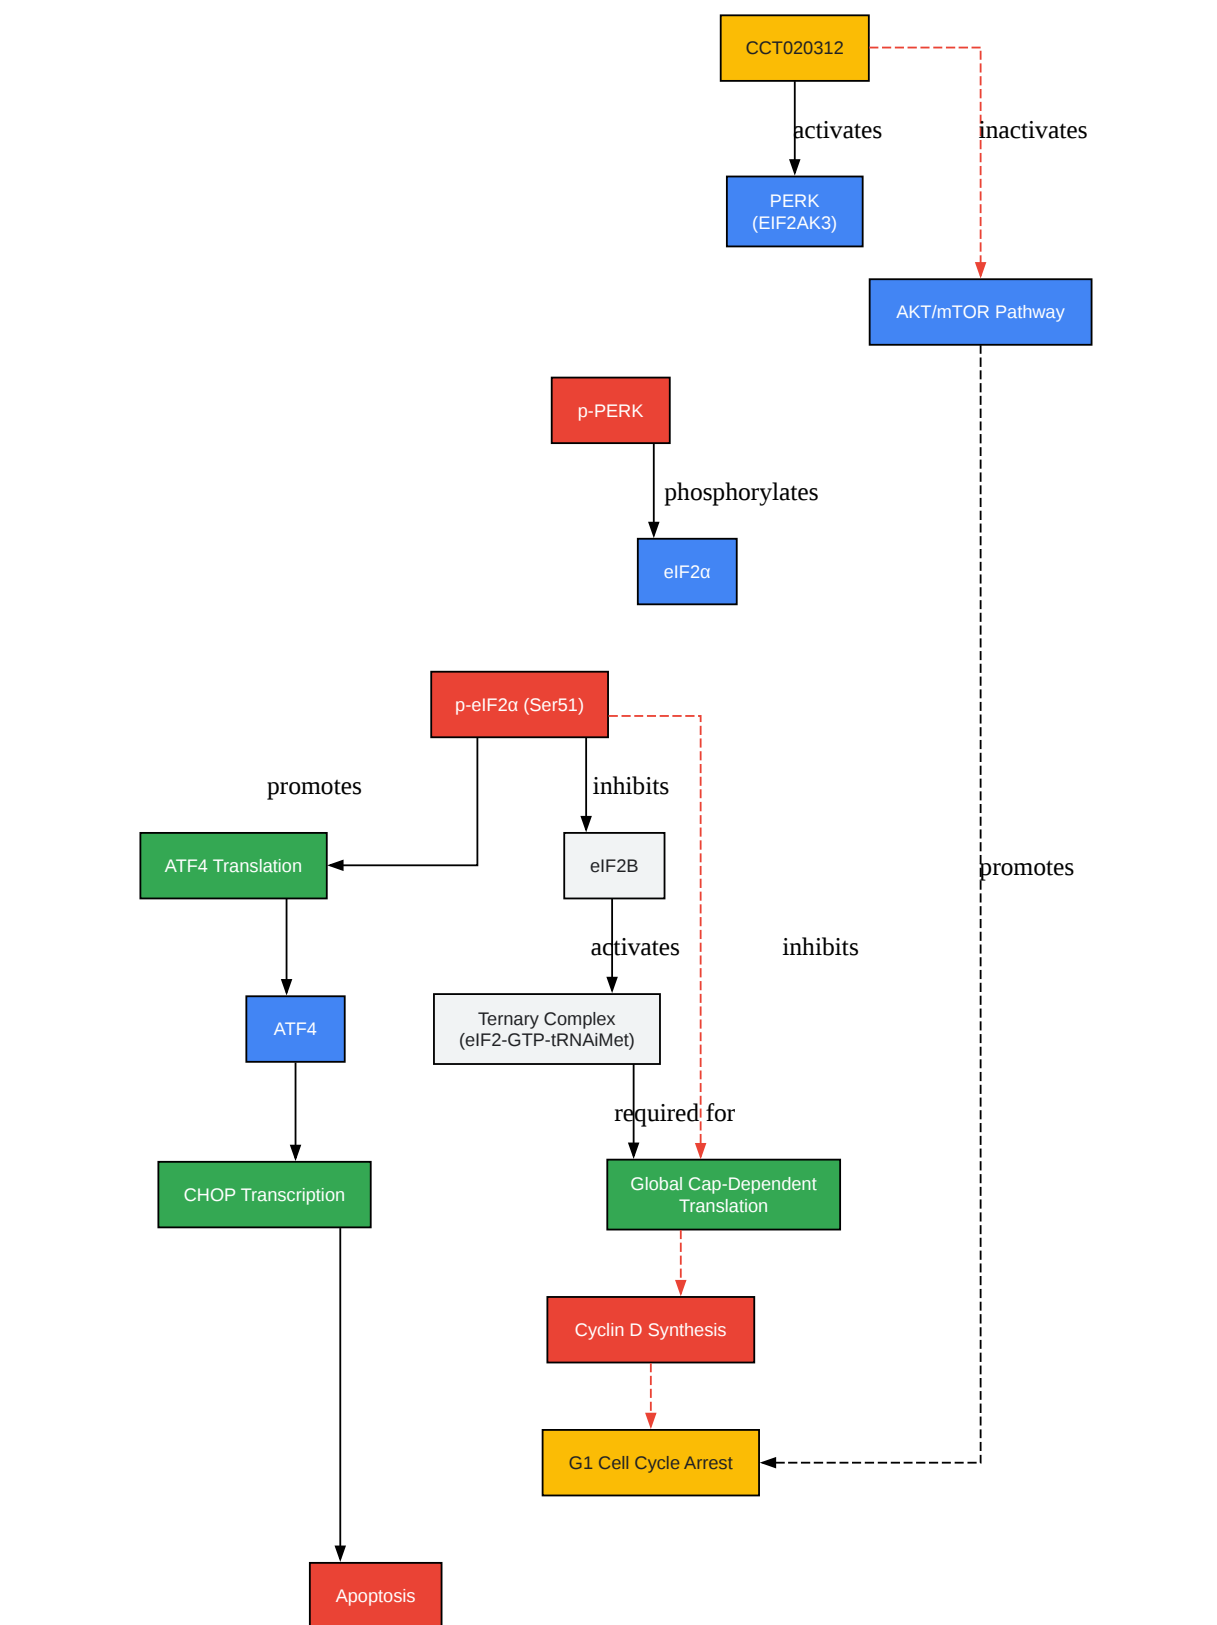 CCT020312
activates
inactivates
PERK
(EIF2AK3)
AKT/mTOR Pathway
p-PERK
phosphorylates
eIF2α
p-eIF2α (Ser51)
promotes
inhibits
ATF4 Translation
eIF2B
promotes
activates
inhibits
Ternary Complex
(eIF2-GTP-tRNAiMet)
ATF4
required for
CHOP Transcription
Global Cap-Dependent
Translation
Cyclin D Synthesis
G1 Cell Cycle Arrest
Apoptosis